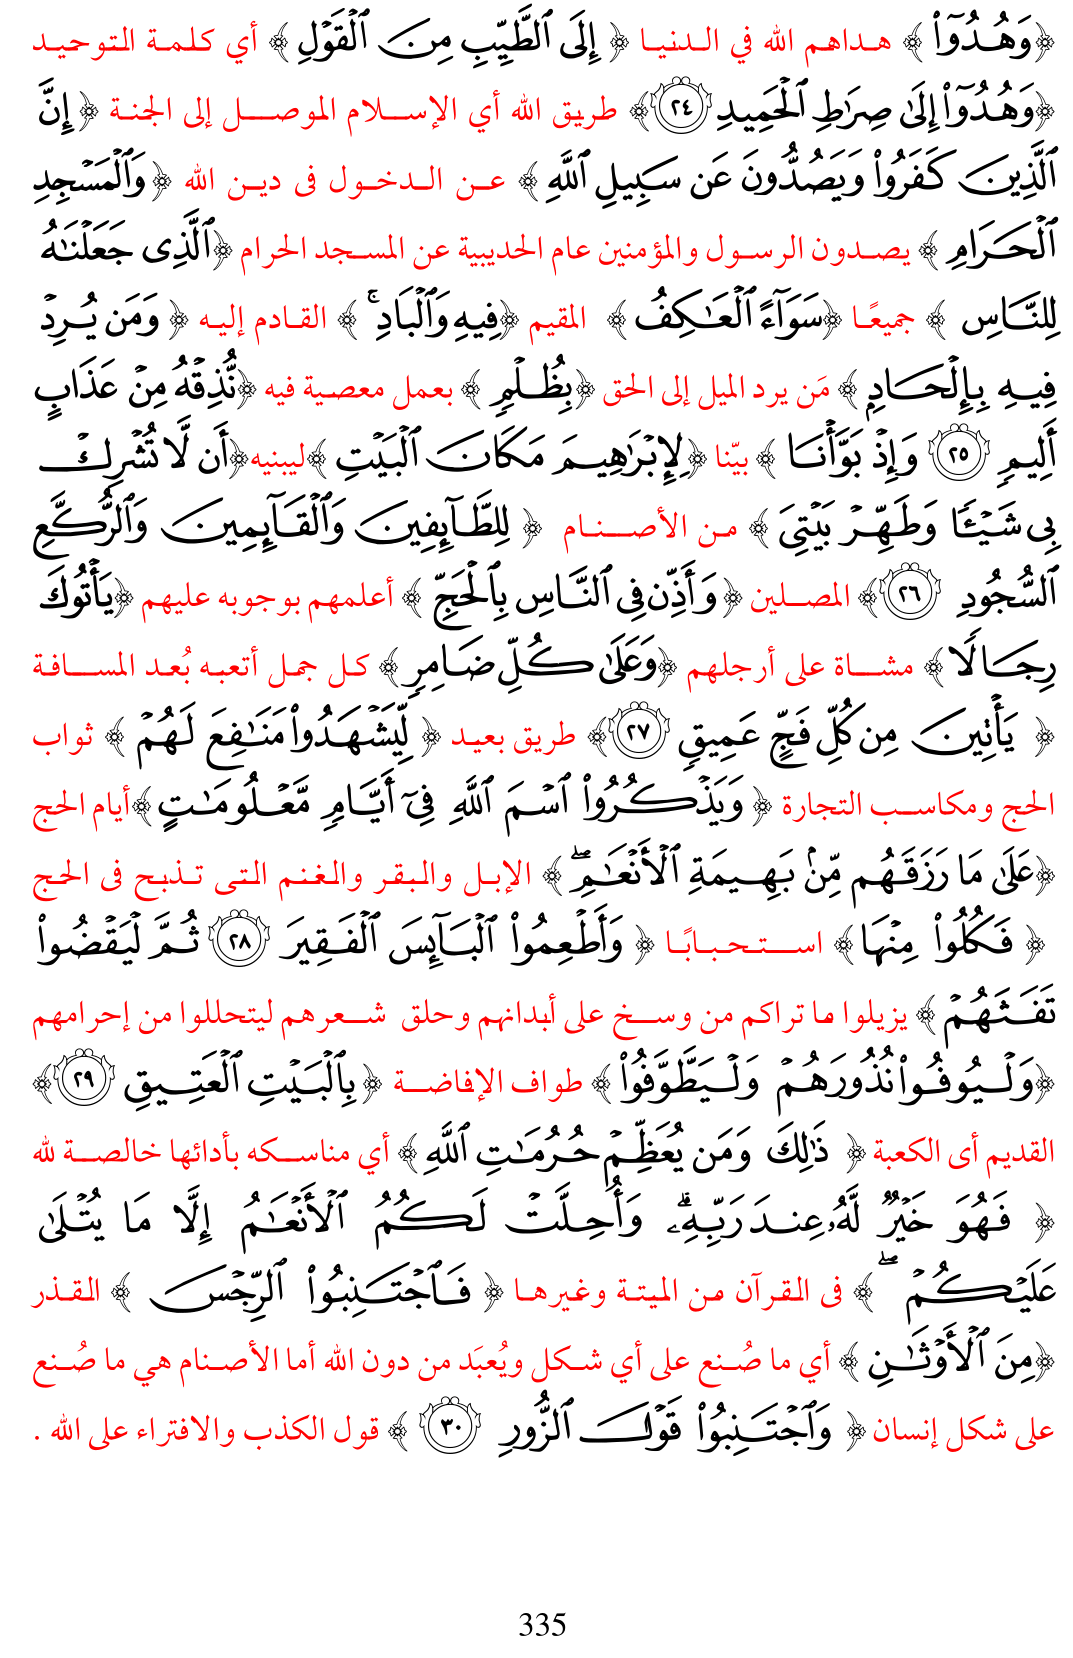 ﴿وَهُدُوٓا۟ ﴾ هداهم الله في الدنيا ﴿ إِلَى ٱلطَّيِّبِ مِنَ ٱلْقَوْلِ ﴾ أي كلمة التوحيد
﴿وَهُدُوٓا۟ إِلَىٰ صِرَٰطِ ٱلْحَمِيدِ ٢٤﴾ طريق الله أي الإسلام الموصل إلى الجنة ﴿ إِنَّ
ٱلَّذِينَ كَفَرُوا۟ وَيَصُدُّونَ عَن سَبِيلِ ٱللَّهِ ﴾ عن الدخول فى دين الله ﴿ وَٱلْمَسْجِدِ
ٱلْحَرَامِ ﴾ يصدون الرسول والمؤمنين عام الحديبية عن المسجد الحرام ﴿ٱلَّذِى جَعَلْنَٰهُ
لِلنَّاسِ ﴾ جميعًا ﴿سَوَآءً ٱلْعَٰكِفُ ﴾ المقيم ﴿فِيهِ وَٱلْبَادِ ۚ ﴾ القادم إليه ﴿ وَمَن يُرِدْ
فِيهِ بِإِلْحَادٍۭ ﴾ مَن يرد الميل إلى الحق ﴿بِظُلْمٍ ﴾ بعمل معصية فيه ﴿نُّذِقْهُ مِنْ عَذَابٍ
أَلِيمٍ ٢٥ وَإِذْ بَوَّأْنَا ﴾ بيّنا ﴿لِإِبْرَٰهِيمَ مَكَانَ ٱلْبَيْتِ ﴾ليبنيه﴿أَن لَّا تُشْرِكْ
بِى شَيْـًٔا وَطَهِّرْ بَيْتِىَ ﴾ من الأصنام ﴿ لِلطَّآئِفِينَ وَٱلْقَآئِمِينَ وَٱلرُّكَّعِ
ٱلسُّجُودِ ٢٦﴾ المصلين ﴿ وَأَذِّن فِى ٱلنَّاسِ بِٱلْحَجِّ ﴾ أعلمهم بوجوبه عليهم ﴿يَأْتُوكَ
رِجَالًا ﴾ مشاة على أرجلهم ﴿وَعَلَىٰ كُلِّ ضَامِرٍ ﴾ كل جمل أتعبه بُعد المسافة
﴿ يَأْتِينَ مِن كُلِّ فَجٍّ عَمِيقٍ ٢٧﴾ طريق بعيد ﴿ لِّيَشْهَدُوا۟ مَنَٰفِعَ لَهُمْ ﴾ ثواب
الحج ومكاسب التجارة ﴿ وَيَذْكُرُوا۟ ٱسْمَ ٱللَّهِ فِىٓ أَيَّامٍ مَّعْلُومَٰتٍ ﴾أيام الحج
﴿عَلَىٰ مَا رَزَقَهُم مِّنۢ بَهِيمَةِ ٱلْأَنْعَٰمِ ۖ ﴾ الإبل والبقر والغنم التى تذبح فى الحج
﴿ فَكُلُوا۟ مِنْهَا ﴾ استحبابًا ﴿ وَأَطْعِمُوا۟ ٱلْبَآئِسَ ٱلْفَقِيرَ ٢٨ ثُمَّ لْيَقْضُوا۟
تَفَثَهُمْ ﴾ يزيلوا ما تراكم من وسخ على أبدانهم وحلق شعرهم ليتحللوا من إحرامهم
﴿وَلْيُوفُوا۟ نُذُورَهُمْ وَلْيَطَّوَّفُوا۟ ﴾ طواف الإفاضة ﴿ بِٱلْبَيْتِ ٱلْعَتِيقِ ٢٩﴾
القديم أى الكعبة ﴿ ذَٰلِكَ وَمَن يُعَظِّمْ حُرُمَٰتِ ٱللَّهِ ﴾ أي مناسكه بأدائها خالصة لله
﴿ فَهُوَ خَيْرٌ لَّهُۥ عِندَ رَبِّهِۦ ۗ وَأُحِلَّتْ لَكُمُ ٱلْأَنْعَٰمُ إِلَّا مَا يُتْلَىٰ
عَلَيْكُمْ ۖ ﴾ فى القرآن من الميتة وغيرها ﴿ فَٱجْتَنِبُوا۟ ٱلرِّجْسَ ﴾ القذر
﴿مِنَ ٱلْأَوْثَٰنِ ﴾ أي ما صُنع على أي شكل ويُعبَد من دون الله أما الأصنام هي ما صُنع
على شكل إنسان ﴿ وَٱجْتَنِبُوا۟ قَوْلَ ٱلزُّورِ ٣٠ ﴾ قول الكذب والافتراء على الله .
335